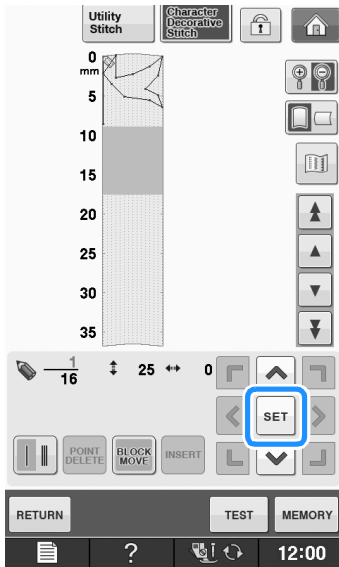 Utility
Stitch
Character
Decorative
Stitch
0
mm
5
10
15
20
25
30
35
1
16
25
0
SET
POINT
DELETE
BLOCK
MOVE
INSERT
RETURN
TEST
MEMORY
?
12:00